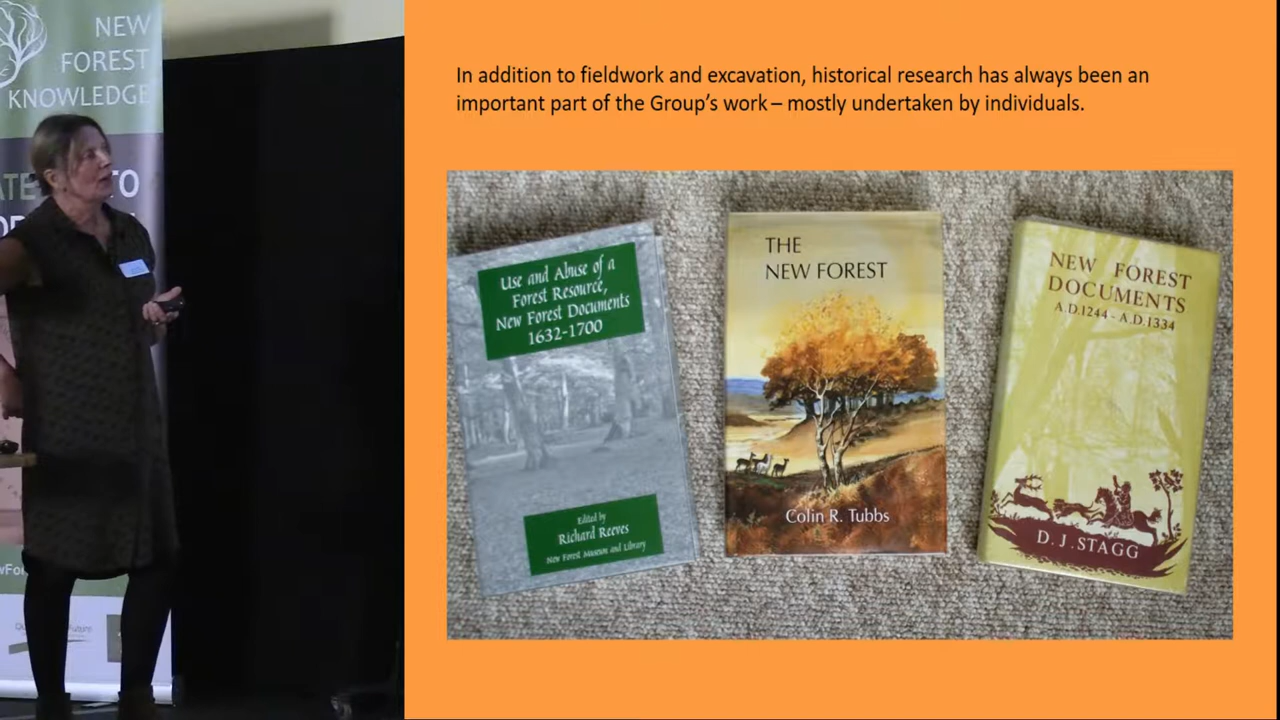 NEW
FOREST
KNOWLEDGE
TO
In addition to fieldwork and excavation, historical research has always been an
important part of the Group's work – mostly undertaken by individuals.
Use and Abuse of a
Forest Resource,
New Forest Documents
1632-1700
Edited by
Richard Reeves
New Forest Museum and Library
THE
NEW FOREST
Colin R. Tubbs
NEW FOREST
DOCUMENTS
A.D.1244 - A.D.1334
D. J. STAGG